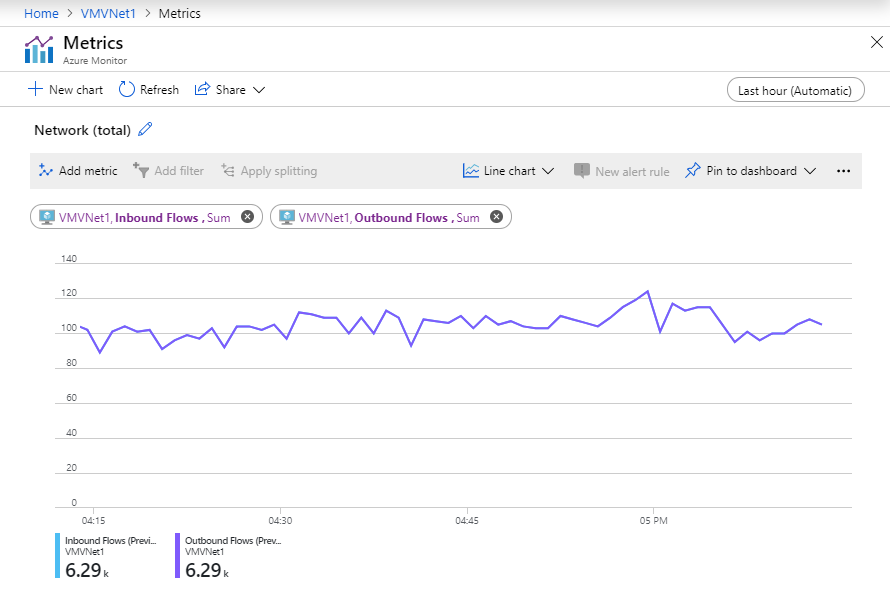 Home > VMVNet1 > Metrics
Metrics
Azure Monitor
New chart Refresh Share Last hour (Automatic)
Network (total)
Add metric Add filter Apply splitting Line chart New alert rule Pin to dashboard ...
VMVNet1, Inbound Flows , Sum VMVNet1, Outbound Flows , Sum
140
120
100
80
60
40
20
0
04:15 04:30 04:45 05 PM
Inbound Flows (Previ... Outbound Flows (Prev...
VMVNet1 VMVNet1
6.29 k 6.29 k